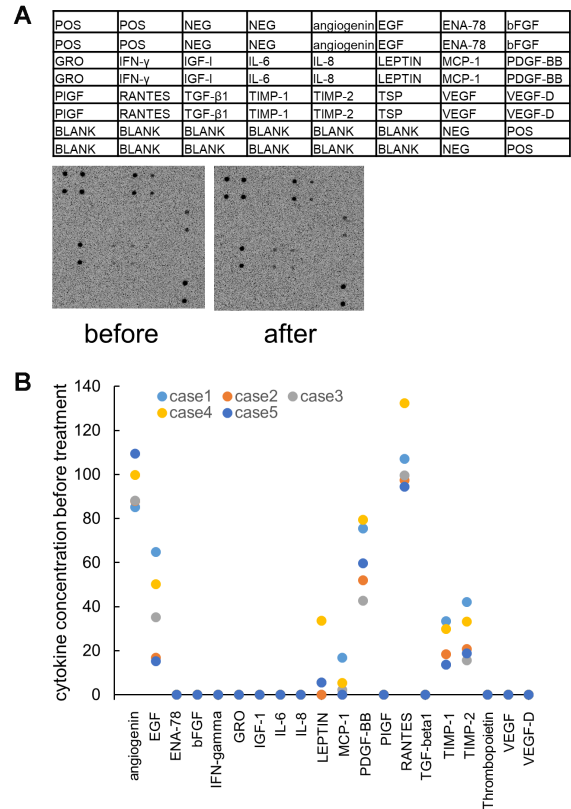 A
POS POS NEG NEG angiogenin EGF ENA-78 bFGF
POS POS NEG NEG angiogenin EGF ENA-78 bFGF
GRO IFN-γ IGF-I IL-6 IL-8 LEPTIN MCP-1 PDGF-BB
GRO IFN-γ IGF-I IL-6 IL-8 LEPTIN MCP-1 PDGF-BB
PIGF RANTES TGF-β1 TIMP-1 TIMP-2 TSP VEGF VEGF-D
PIGF RANTES TGF-β1 TIMP-1 TIMP-2 TSP VEGF VEGF-D
BLANK BLANK BLANK BLANK BLANK BLANK NEG POS
BLANK BLANK BLANK BLANK BLANK BLANK NEG POS
before after
B
cytokine concentration before treatment
140
120
100
80
60
40
20
0
case1 case2 case3
case4 case5
angiogenin
EGF
ENA-78
bFGF
IFN-gamma
GRO
IGF-1
IL-6
IL-8
LEPTIN
MCP-1
PDGF-BB
PIGF
RANTES
TGF-beta1
TIMP-1
TIMP-2
Thrombopoietin
VEGF
VEGF-D